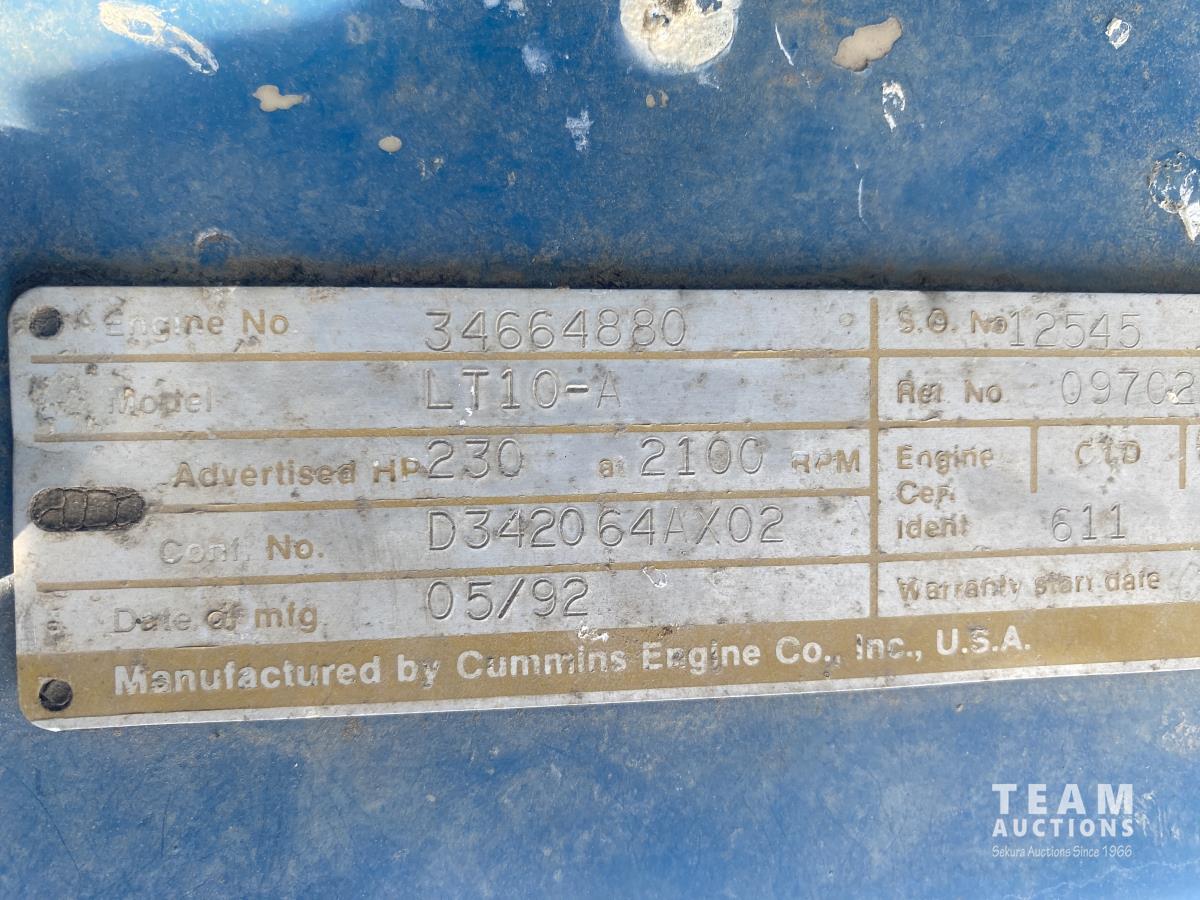 Engine No. 34664880 S.O. No 12545
Model LT10-A Ref. No. 09702
Advertised HP 230 at 2100 RPM Engine CID
Cer.
Conf. No. D342064AX02 Ident 611
Date of mfg. 05/92 Warranty start date
Manufactured by Cummins Engine Co., Inc., U.S.A.
TEAM
AUCTIONS
Sekura Auctions Since 1966